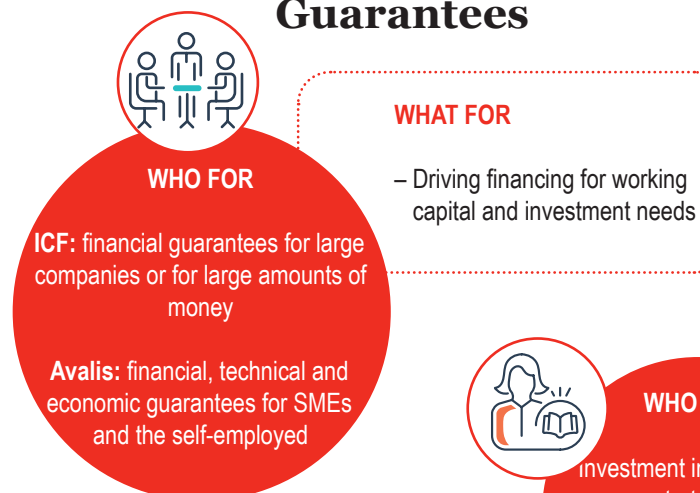 Guarantees
WHO FOR
ICF: financial guarantees for large
companies or for large amounts of
money
Avalis: financial, technical and
economic guarantees for SMEs
and the self-employed
WHAT FOR
– Driving financing for working
capital and investment needs
WHO
Investment in